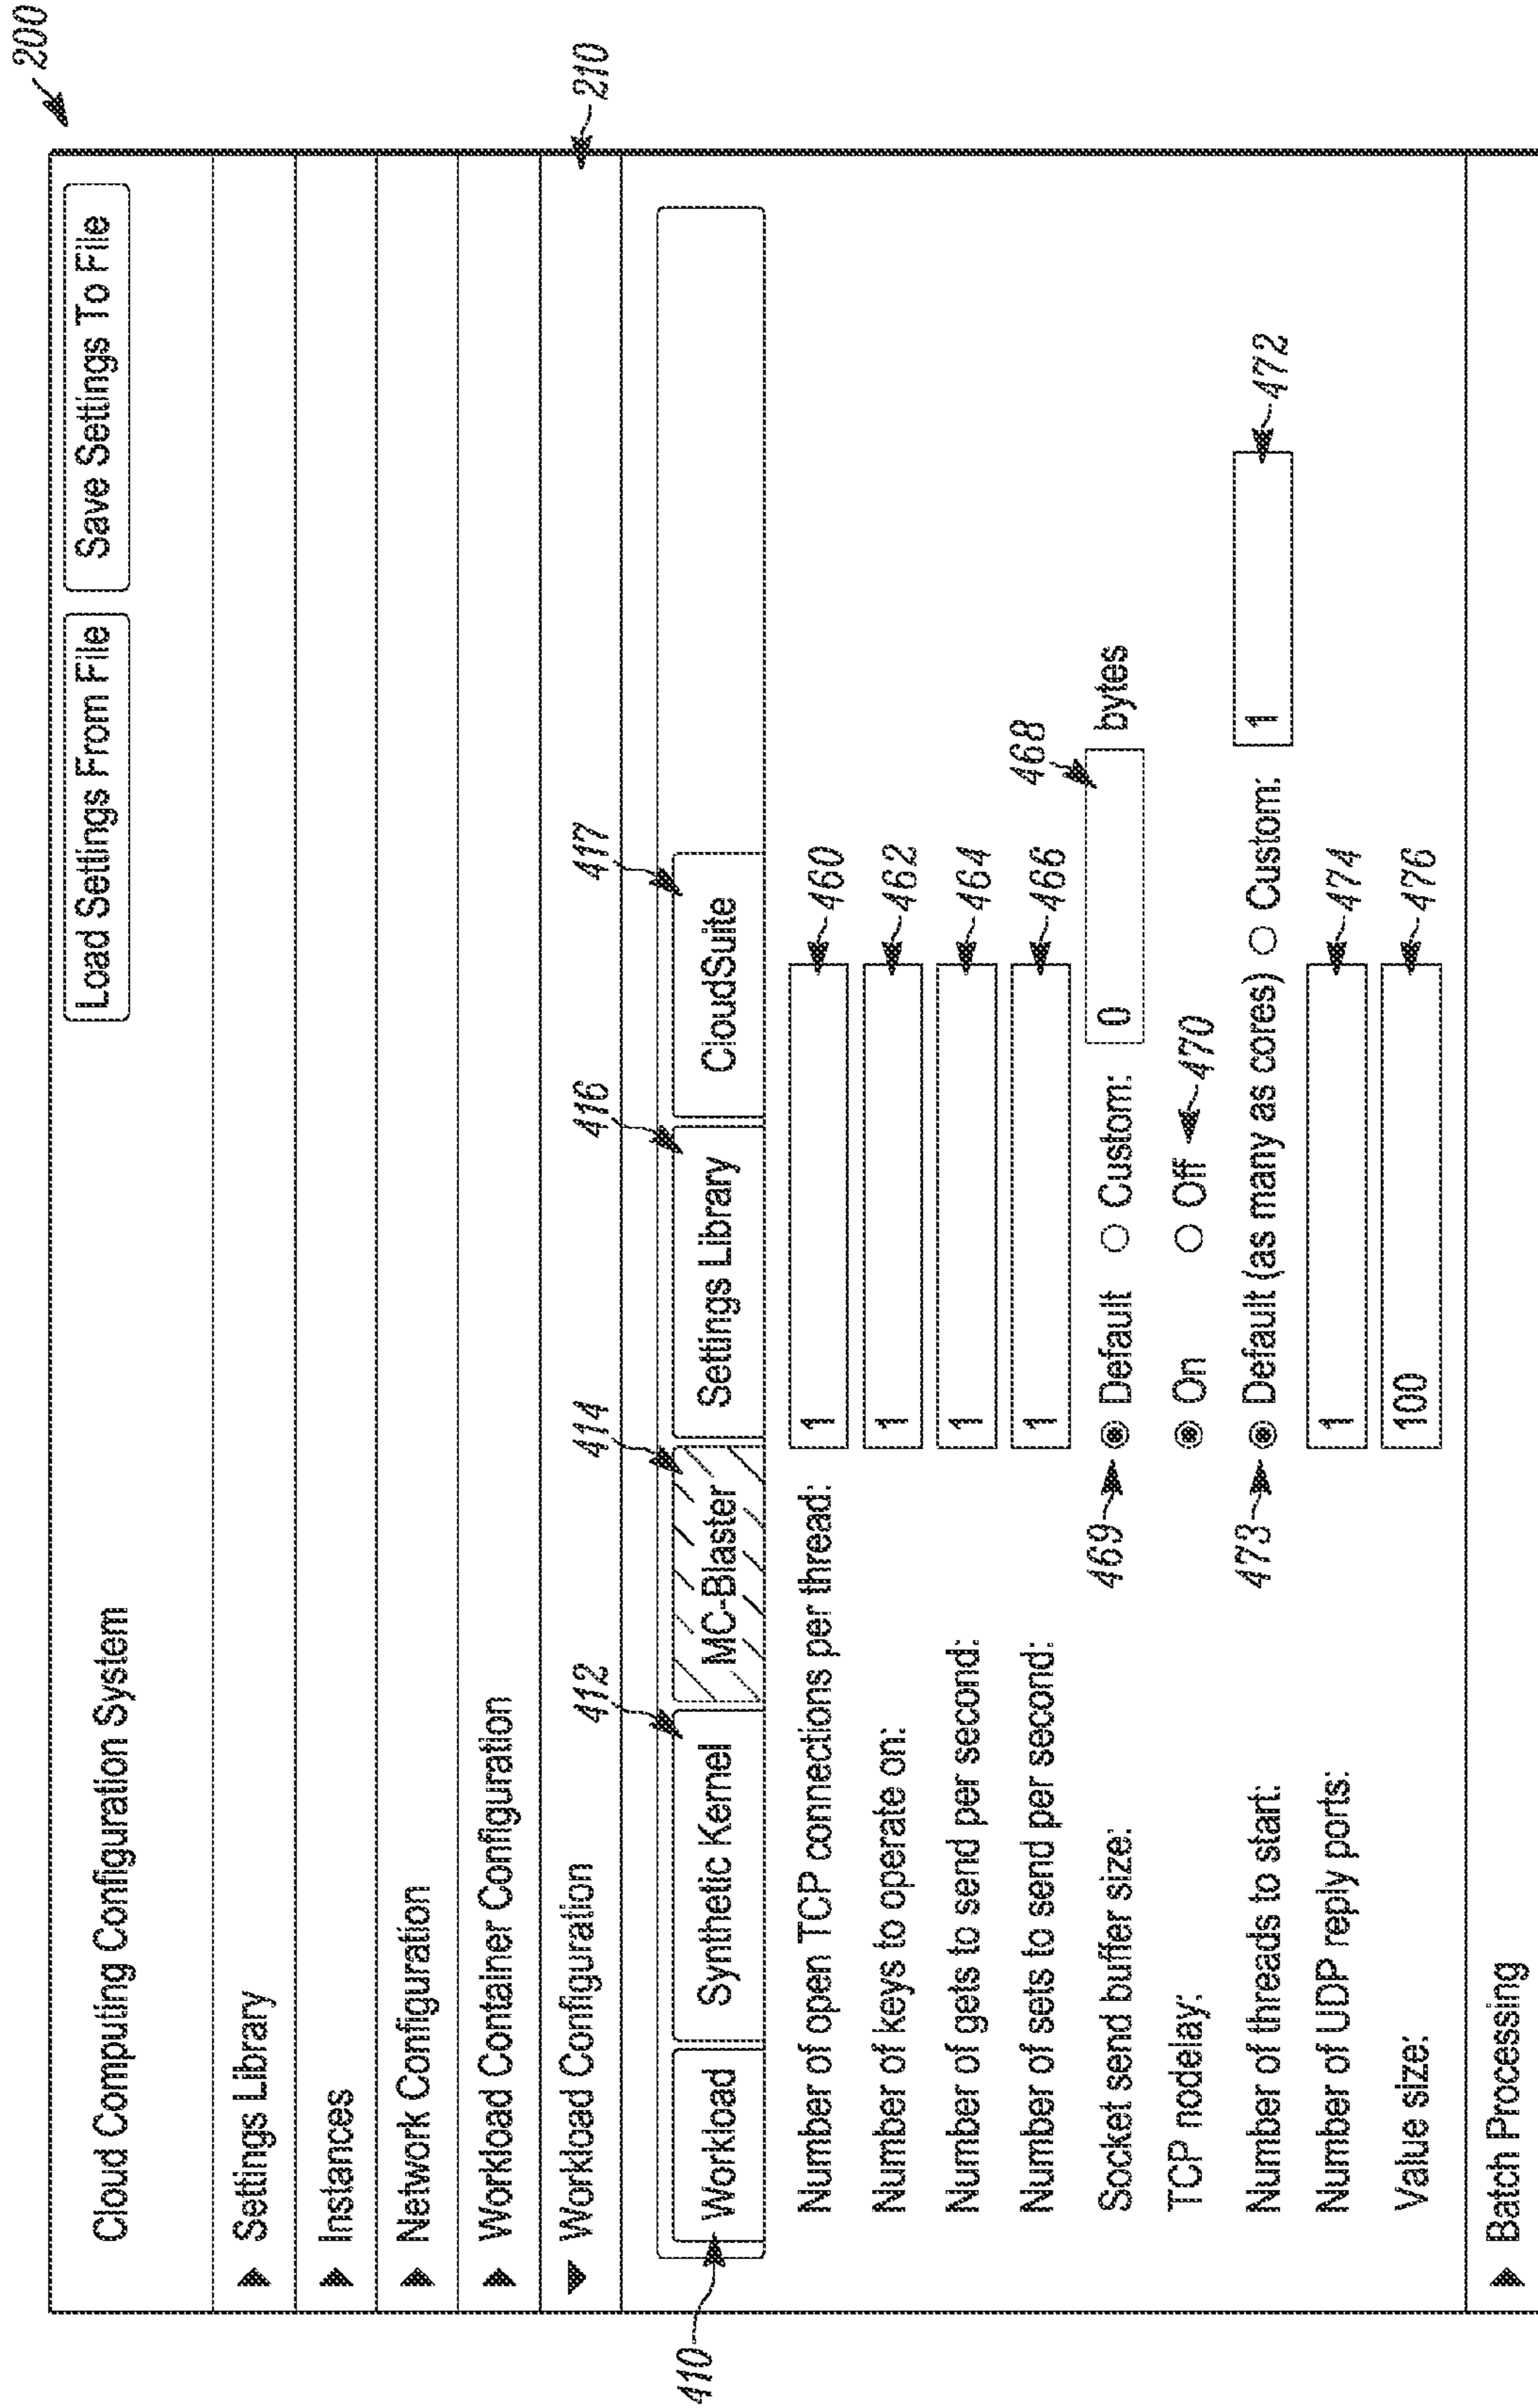 200
Cloud Computing Configuration System
Load Settings From File Save Settings To File
Settings Library
Instances
Network Configuration
Workload Container Configuration
Workload Configuration 210
412 414 416 417
410 Workload Synthetic Kernel MC-Blaster Settings Library CloudSuite
Number of open TCP connections per thread: 1 460
Number of keys to operate on: 1 462
Number of gets to send per second: 1 464
Number of sets to send per second: 1 466
468
Socket send buffer size: 469 Default Custom: 0 bytes
TCP nodelay: On Off 470
Number of threads to start: 473 Default (as many as cores) Custom: 1 472
Number of UDP reply ports: 1 474
Value size: 100 476
Batch Processing